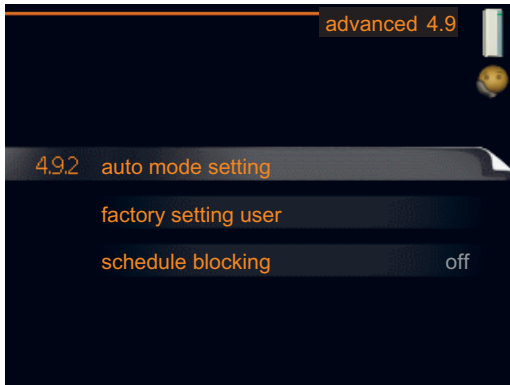 advanced 4.9
4.9.2 auto mode setting
factory setting user
schedule blocking off